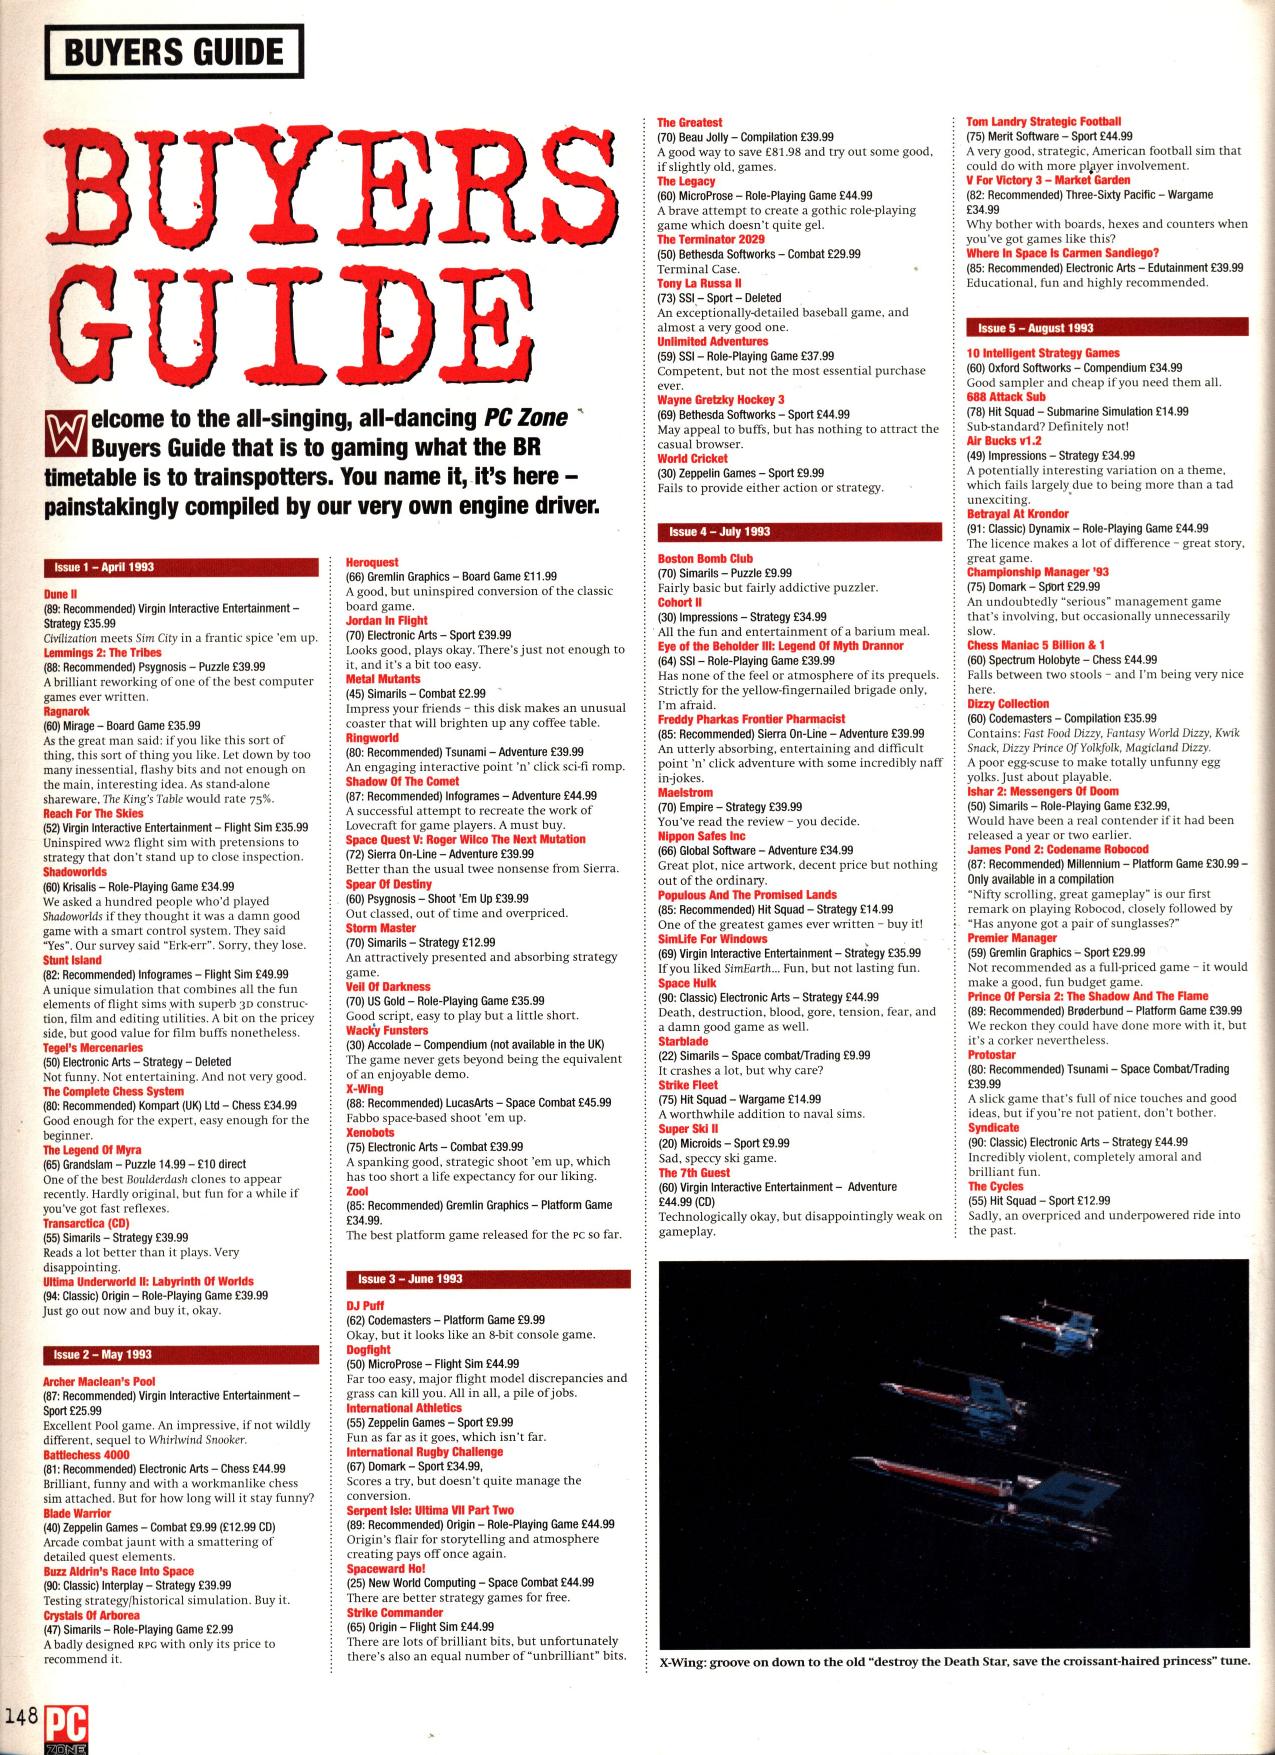 BUYERS GUIDE
BUYERS
GUIDE
Welcome to the all-singing, all-dancing PC Zone
Buyers Guide that is to gaming what the BR
timetable is to trainspotters. You name it, it's here –
painstakingly compiled by our very own engine driver.
Issue 1 – April 1993
Dune II
(89: Recommended) Virgin Interactive Entertainment –
Strategy £35.99
Civilization meets Sim City in a frantic spice 'em up.
Lemmings 2: The Tribes
(88: Recommended) Psygnosis – Puzzle £39.99
A brilliant reworking of one of the best computer
games ever written.
Ragnarok
(60) Mirage – Board Game £35.99
As the great man said: if you like this sort of
thing, this sort of thing you like. Let down by too
many inessential, flashy bits and not enough on
the main, interesting idea. As stand-alone
shareware, The King's Table would rate 75%.
Reach For The Skies
(52) Virgin Interactive Entertainment – Flight Sim £35.99
Uninspired WW2 flight sim with pretensions to
strategy that don't stand up to close inspection.
Shadoworlds
(60) Krisalis – Role-Playing Game £34.99
We asked a hundred people who'd played
Shadoworlds if they thought it was a damn good
game with a smart control system. They said
"Yes". Our survey said "Erk-err". Sorry, they lose.
Stunt Island
(82: Recommended) Infogrames – Flight Sim £49.99
A unique simulation that combines all the fun
elements of flight sims with superb 3D construc-
tion, film and editing utilities. A bit on the pricey
side, but good value for film buffs nonetheless.
Tegel's Mercenaries
(50) Electronic Arts – Strategy – Deleted
Not funny. Not entertaining. And not very good.
The Complete Chess System
(80: Recommended) Kompart (UK) Ltd – Chess £34.99
Good enough for the expert, easy enough for the
beginner.
The Legend Of Myra
(65) Grandslam – Puzzle 14.99 – £10 direct
One of the best Boulderdash clones to appear
recently. Hardly original, but fun for a while if
you've got fast reflexes.
Transarctica (CD)
(55) Simarils – Strategy £39.99
Reads a lot better than it plays. Very
disappointing.
Ultima Underworld II: Labyrinth Of Worlds
(94: Classic) Origin – Role-Playing Game £39.99
Just go out now and buy it, okay.
Issue 2 – May 1993
Archer Maclean's Pool
(87: Recommended) Virgin Interactive Entertainment –
Sport £25.99
Excellent Pool game. An impressive, if not wildly
different, sequel to Whirlwind Snooker.
Battlechess 4000
(81: Recommended) Electronic Arts – Chess £44.99
Brilliant, funny and with a workmanlike chess
sim attached. But for how long will it stay funny?
Blade Warrior
(40) Zeppelin Games – Combat £9.99 (£12.99 CD)
Arcade combat jaunt with a smattering of
detailed quest elements.
Buzz Aldrin's Race Into Space
(90: Classic) Interplay – Strategy £39.99
Testing strategy/historical simulation. Buy it.
Crystals Of Arborea
(47) Simarils – Role-Playing Game £2.99
A badly designed RPG with only its price to
recommend it.
Heroquest
(66) Gremlin Graphics – Board Game £11.99
A good, but uninspired conversion of the classic
board game.
Jordan In Flight
(70) Electronic Arts – Sport £39.99
Looks good, plays okay. There's just not enough to
it, and it's a bit too easy.
Metal Mutants
(45) Simarils – Combat £2.99
Impress your friends – this disk makes an unusual
coaster that will brighten up any coffee table.
Ringworld
(80: Recommended) Tsunami – Adventure £39.99
An engaging interactive point 'n' click sci-fi romp.
Shadow Of The Comet
(87: Recommended) Infogrames – Adventure £44.99
A successful attempt to recreate the work of
Lovecraft for game players. A must buy.
Space Quest V: Roger Wilco The Next Mutation
(72) Sierra On-Line – Adventure £39.99
Better than the usual twee nonsense from Sierra.
Spear Of Destiny
(60) Psygnosis – Shoot 'Em Up £39.99
Out classed, out of time and overpriced.
Storm Master
(70) Simarils – Strategy £12.99
An attractively presented and absorbing strategy
game.
Veil Of Darkness
(70) US Gold – Role-Playing Game £35.99
Good script, easy to play but a little short.
Wacky Funsters
(30) Accolade – Compendium (not available in the UK)
The game never gets beyond being the equivalent
of an enjoyable demo.
X-Wing
(88: Recommended) LucasArts – Space Combat £45.99
Fabbo space-based shoot 'em up.
Xenobots
(75) Electronic Arts – Combat £39.99
A spanking good, strategic shoot 'em up, which
has too short a life expectancy for our liking.
Zool
(85: Recommended) Gremlin Graphics – Platform Game
£34.99.
The best platform game released for the PC so far.
Issue 3 – June 1993
DJ Puff
(62) Codemasters – Platform Game £9.99
Okay, but it looks like an 8-bit console game.
Dogfight
(50) MicroProse – Flight Sim £44.99
Far too easy, major flight model discrepancies and
grass can kill you. All in all, a pile of jobs.
International Athletics
(55) Zeppelin Games – Sport £9.99
Fun as far as it goes, which isn't far.
International Rugby Challenge
(67) Domark – Sport £34.99,
Scores a try, but doesn't quite manage the
conversion.
Serpent Isle: Ultima VII Part Two
(89: Recommended) Origin – Role-Playing Game £44.99
Origin's flair for storytelling and atmosphere
creating pays off once again.
Spaceward Ho!
(25) New World Computing – Space Combat £44.99
There are better strategy games for free.
Strike Commander
(65) Origin – Flight Sim £44.99
There are lots of brilliant bits, but unfortunately
there's also an equal number of "unbrilliant" bits.
The Greatest
(70) Beau Jolly – Compilation £39.99
A good way to save £81.98 and try out some good,
if slightly old, games.
The Legacy
(60) MicroProse – Role-Playing Game £44.99
A brave attempt to create a gothic role-playing
game which doesn't quite gel.
The Terminator 2029
(50) Bethesda Softworks – Combat £29.99
Terminal Case.
Tony La Russa II
(73) SSI – Sport – Deleted
An exceptionally-detailed baseball game, and
almost a very good one.
Unlimited Adventures
(59) SSI – Role-Playing Game £37.99
Competent, but not the most essential purchase
ever.
Wayne Gretzky Hockey 3
(69) Bethesda Softworks – Sport £44.99
May appeal to buffs, but has nothing to attract the
casual browser.
World Cricket
(30) Zeppelin Games – Sport £9.99
Fails to provide either action or strategy.
Issue 4 – July 1993
Boston Bomb Club
(70) Simarils – Puzzle £9.99
Fairly basic but fairly addictive puzzler.
Cohort II
(30) Impressions – Strategy £34.99
All the fun and entertainment of a barium meal.
Eye of the Beholder III: Legend Of Myth Drannor
(64) SSI – Role-Playing Game £39.99
Has none of the feel or atmosphere of its prequels.
Strictly for the yellow-fingernailed brigade only,
I'm afraid.
Freddy Pharkas Frontier Pharmacist
(85: Recommended) Sierra On-Line – Adventure £39.99
An utterly absorbing, entertaining and difficult
point 'n' click adventure with some incredibly naff
in-jokes.
Maelstrom
(70) Empire – Strategy £39.99
You've read the review – you decide.
Nippon Safes Inc
(66) Global Software – Adventure £34.99
Great plot, nice artwork, decent price but nothing
out of the ordinary.
Populous And The Promised Lands
(85: Recommended) Hit Squad – Strategy £14.99
One of the greatest games ever written – buy it!
SimLife For Windows
(69) Virgin Interactive Entertainment – Strategy £35.99
If you liked SimEarth... Fun, but not lasting fun.
Space Hulk
(90: Classic) Electronic Arts – Strategy £44.99
Death, destruction, blood, gore, tension, fear, and
a damn good game as well.
Starblade
(22) Simarils – Space combat/Trading £9.99
It crashes a lot, but why care?
Strike Fleet
(75) Hit Squad – Wargame £14.99
A worthwhile addition to naval sims.
Super Ski II
(20) Microids – Sport £9.99
Sad, speccy ski game.
The 7th Guest
(60) Virgin Interactive Entertainment – Adventure
£44.99 (CD)
Technologically okay, but disappointingly weak on
gameplay.
Tom Landry Strategic Football
(75) Merit Software – Sport £44.99
A very good, strategic, American football sim that
could do with more player involvement.
V For Victory 3 – Market Garden
(82: Recommended) Three-Sixty Pacific – Wargame
£34.99
Why bother with boards, hexes and counters when
you've got games like this?
Where In Space Is Carmen Sandiego?
(85: Recommended) Electronic Arts – Edutainment £39.99
Educational, fun and highly recommended.
Issue 5 – August 1993
10 Intelligent Strategy Games
(60) Oxford Softworks – Compendium £34.99
Good sampler and cheap if you need them all.
688 Attack Sub
(78) Hit Squad – Submarine Simulation £14.99
Sub-standard? Definitely not!
Air Bucks v1.2
(49) Impressions – Strategy £34.99
A potentially interesting variation on a theme,
which fails largely due to being more than a tad
unexciting.
Betrayal At Krondor
(91: Classic) Dynamix – Role-Playing Game £44.99
The licence makes a lot of difference – great story,
great game.
Championship Manager '93
(75) Domark – Sport £29.99
An undoubtedly "serious" management game
that's involving, but occasionally unnecessarily
slow.
Chess Maniac 5 Billion & 1
(60) Spectrum Holobyte – Chess £44.99
Falls between two stools – and I'm being very nice
here.
Dizzy Collection
(60) Codemasters – Compilation £35.99
Contains: Fast Food Dizzy, Fantasy World Dizzy, Kwik
Snack, Dizzy Prince Of Yolkfolk, Magicland Dizzy.
A poor egg-scuse to make totally unfunny egg
yolks. Just about playable.
Ishar 2: Messengers Of Doom
(50) Simarils – Role-Playing Game £32.99,
Would have been a real contender if it had been
released a year or two earlier.
James Pond 2: Codename Robocod
(87: Recommended) Millennium – Platform Game £30.99 –
Only available in a compilation
"Nifty scrolling, great gameplay" is our first
remark on playing Robocod, closely followed by
"Has anyone got a pair of sunglasses?"
Premier Manager
(59) Gremlin Graphics – Sport £29.99
Not recommended as a full-priced game – it would
make a good, fun budget game.
Prince Of Persia 2: The Shadow And The Flame
(89: Recommended) Brøderbund – Platform Game £39.99
We reckon they could have done more with it, but
it's a corker nevertheless.
Protostar
(80: Recommended) Tsunami – Space Combat/Trading
£39.99
A slick game that's full of nice touches and good
ideas, but if you're not patient, don't bother.
Syndicate
(90: Classic) Electronic Arts – Strategy £44.99
Incredibly violent, completely amoral and
brilliant fun.
The Cycles
(55) Hit Squad – Sport £12.99
Sadly, an overpriced and underpowered ride into
the past.
X-Wing: groove on down to the old "destroy the Death Star, save the croissant-haired princess" tune.
148
PC
ZONE